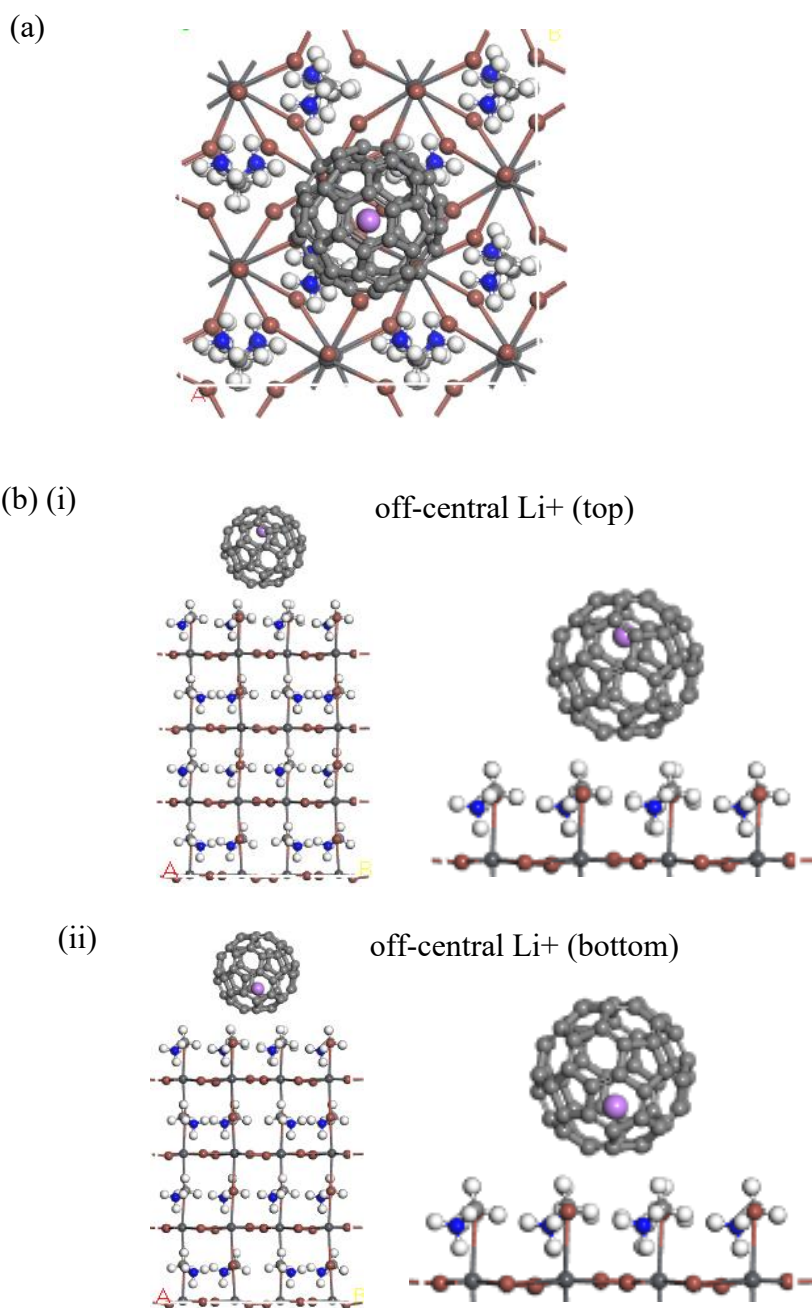 (a)
B
A
(b) (i)
off-central Li+ (top)
A
B
(ii)
off-central Li+ (bottom)
A
B